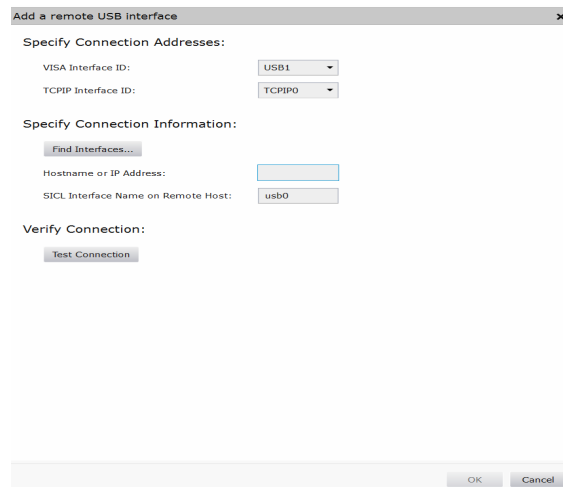 Add a remote USB interface
Specify Connection Addresses:
VISA Interface ID: USB1
TCPIP Interface ID: TCPIP0
Specify Connection Information:
Find Interfaces...
Hostname or IP Address:
SICL Interface Name on Remote Host: usb0
Verify Connection:
Test Connection
OK Cancel